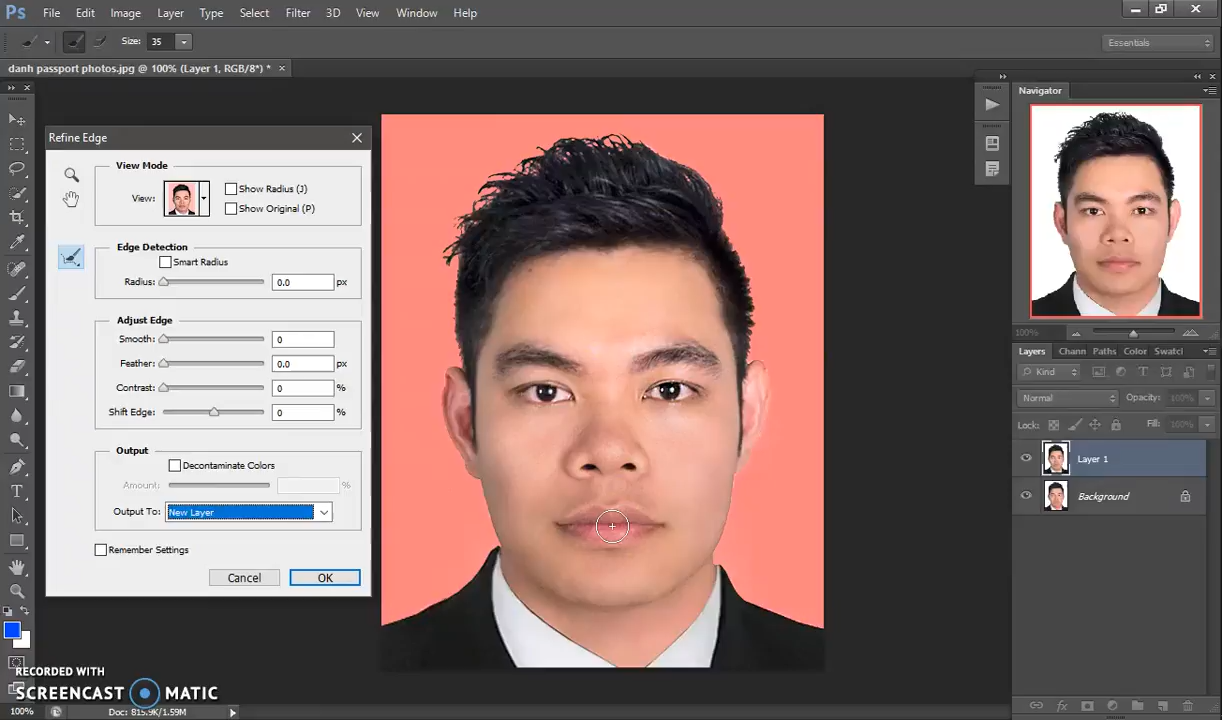 Ps File Edit Image Layer Type Select Filter 3D View Window Help
Size: 35 Essentials
danh passport photos.jpg @ 100% (Layer 1, RGB/8*) *
Navigator
Refine Edge
View Mode
View:
Show Radius (J)
Show Original (P)
Edge Detection
Smart Radius
Radius: 0.0 px
Adjust Edge
Smooth: 0
Feather: 0.0 px
Contrast: 0 %
Shift Edge: 0 %
Output
Decontaminate Colors
Amount: %
Output To: New Layer
Remember Settings
Cancel OK
100%
Layers Chann Paths Color Swatcl
Kind
Normal Opacity: 100%
Lock: Fill: 100%
Layer 1
Background
RECORDED WITH
SCREENCAST MATIC
100% Doc: 815.9K/1.59M